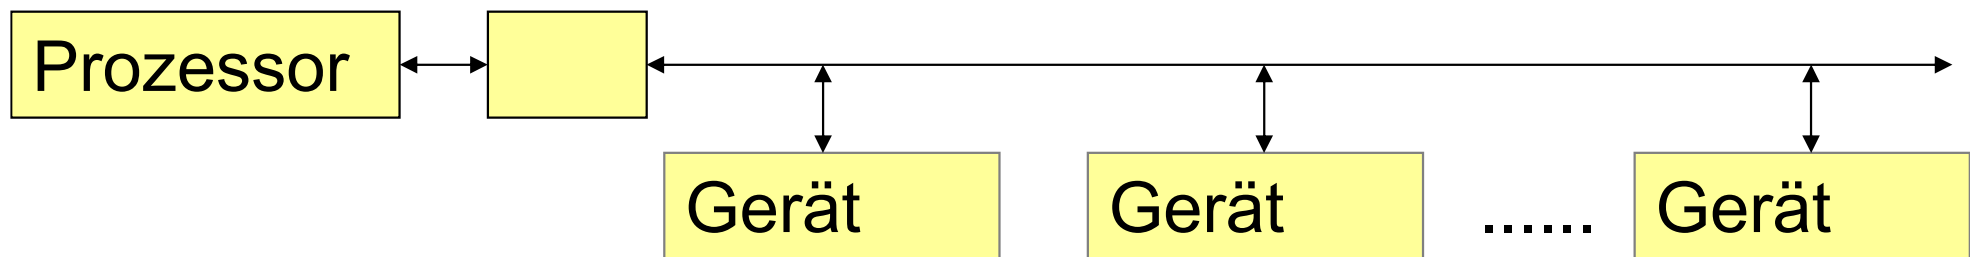 Prozessor
Gerät Gerät ...... Gerät